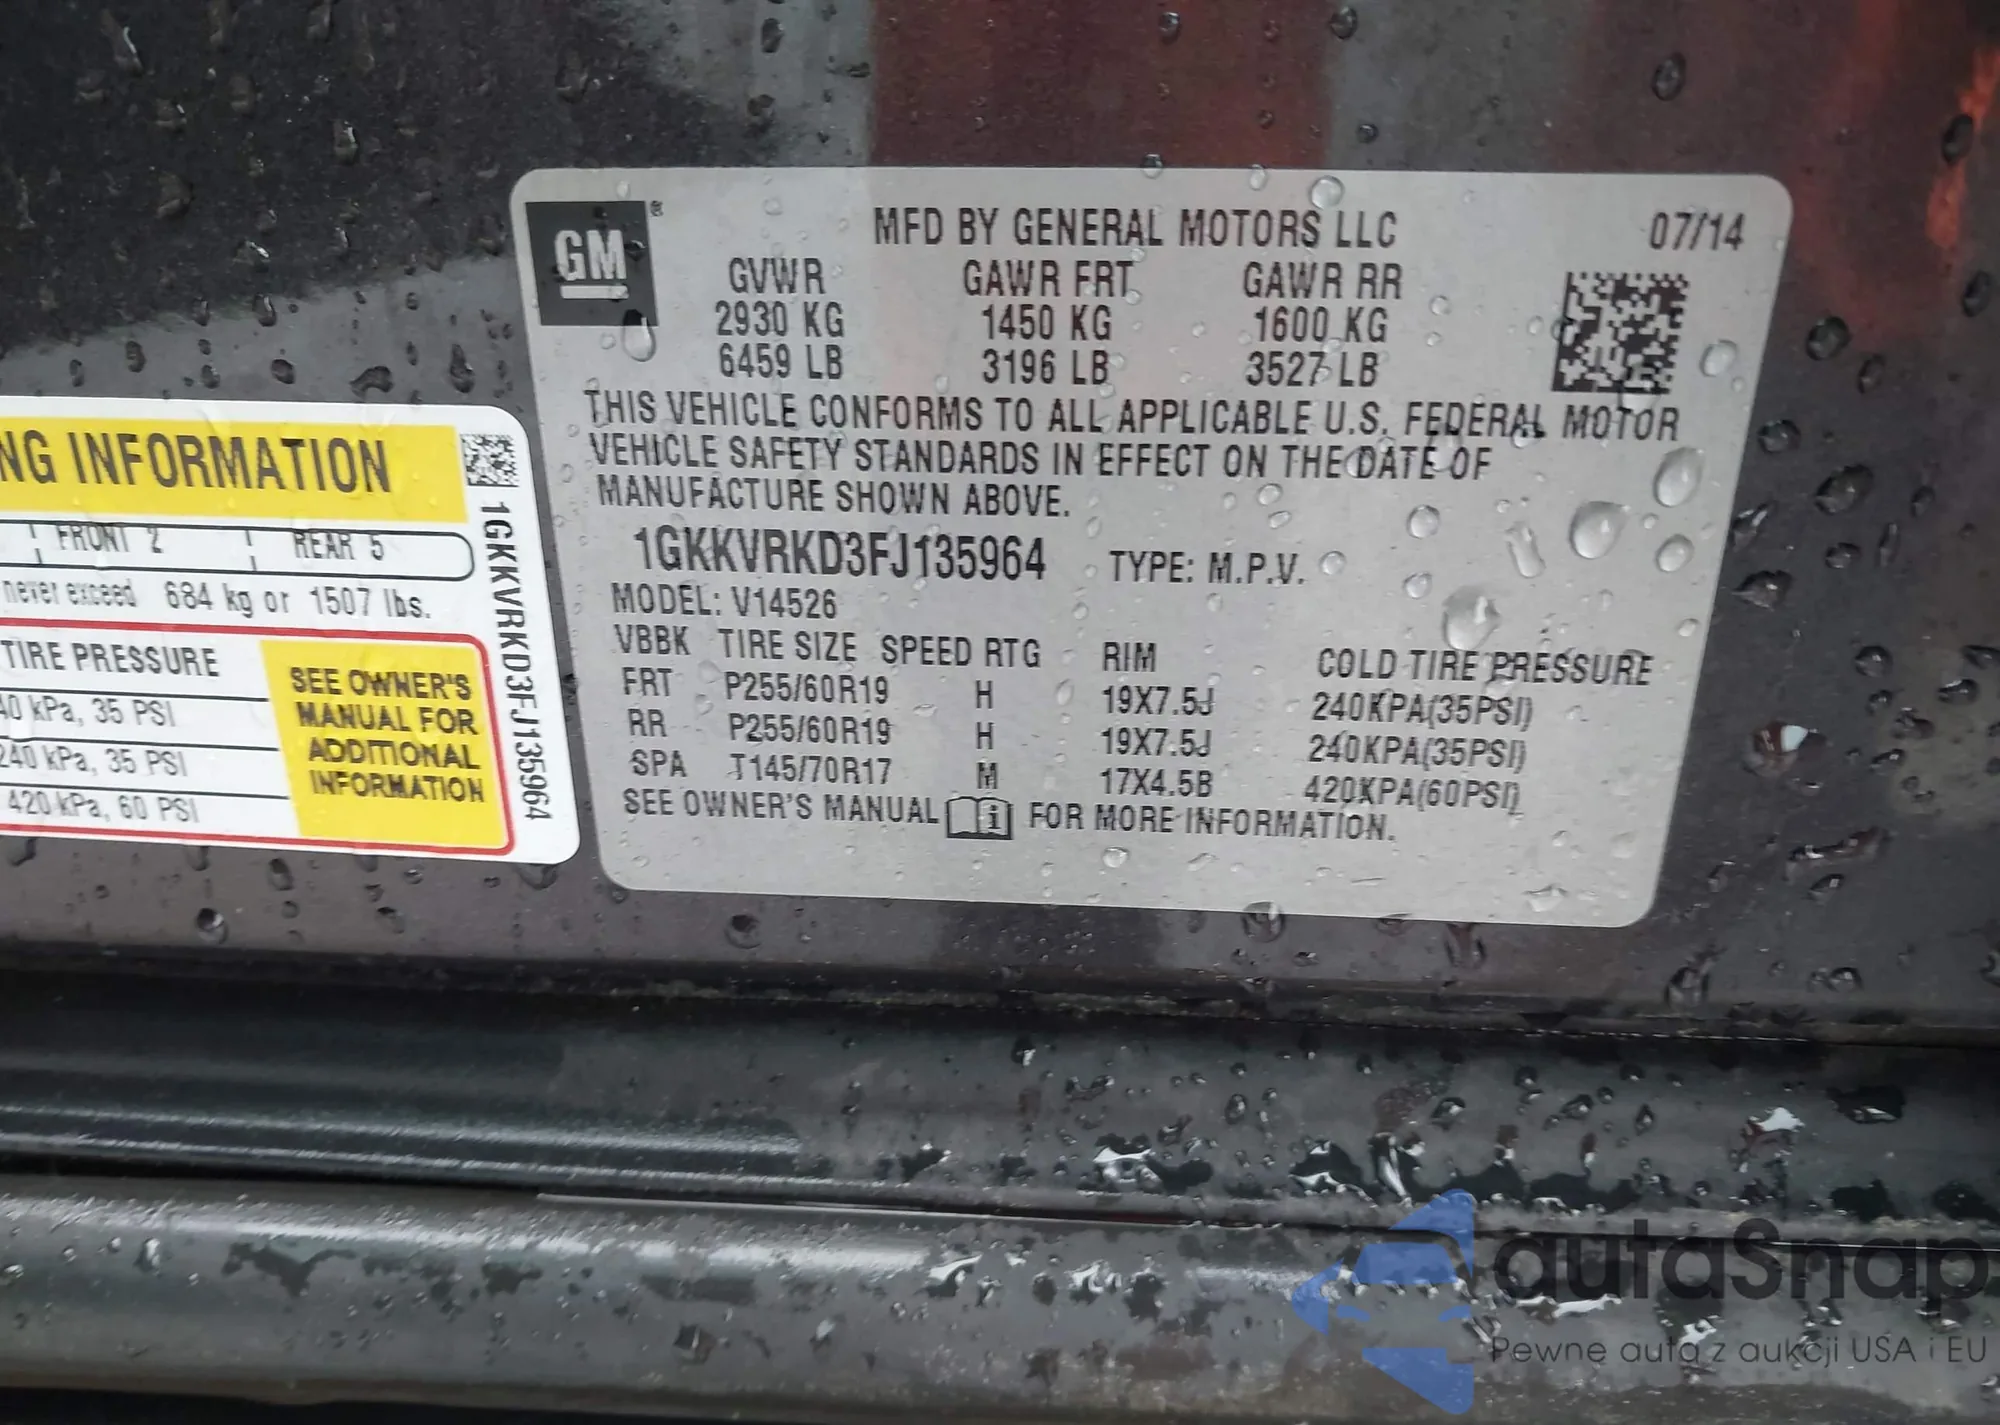 GM ®
MFD BY GENERAL MOTORS LLC 07/14
GVWR GAWR FRT GAWR RR
2930 KG 1450 KG 1600 KG
6459 LB 3196 LB 3527 LB
THIS VEHICLE CONFORMS TO ALL APPLICABLE U.S. FEDERAL MOTOR
VEHICLE SAFETY STANDARDS IN EFFECT ON THE DATE OF
MANUFACTURE SHOWN ABOVE.
1GKKVRKD3FJ135964 TYPE: M.P.V.
MODEL: V14526
VBBK TIRE SIZE SPEED RTG RIM COLD TIRE PRESSURE
FRT P255/60R19 H 19X7.5J 240KPA(35PSI)
RR P255/60R19 H 19X7.5J 240KPA(35PSI)
SPA T145/70R17 M 17X4.5B 420KPA(60PSI)
SEE OWNER'S MANUAL i FOR MORE INFORMATION.
NG INFORMATION
FRONT 2 REAR 5
never exceed 684 kg or 1507 lbs.
TIRE PRESSURE
40 kPa, 35 PSI
240 kPa, 35 PSI
420 kPa, 60 PSI
SEE OWNER'S
MANUAL FOR
ADDITIONAL
INFORMATION
1GKKVRKD3FJ135964
autaSnap
Pewne auta z aukcji USA i EU